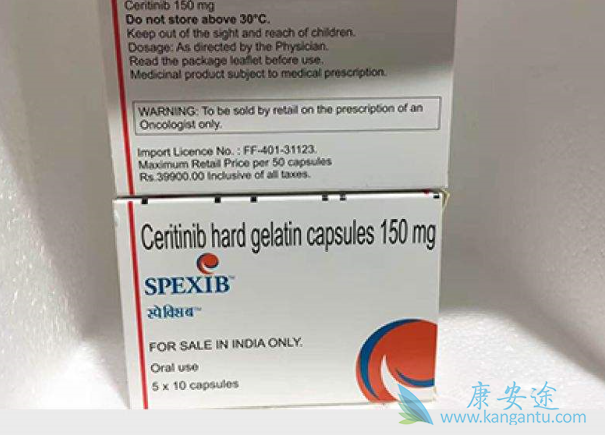 Ceritinib 150 mg
Do not store above 30°C.
Keep out of the sight and reach of children.
Dosage: As directed by the Physician.
Read the package leaflet before use.
Medicinal product subject to medical prescription.
WARNING: To be sold by retail on the prescription of an
Oncologist only.
Import Licence No. : FF-401-31123.
Maximum Retail Price per 50 capsules
Rs.39900.00 Inclusive of all taxes.
Ceritinib hard gelatin capsules 150 mg
SPEXIB™
स्पेक्सिब™
FOR SALE IN INDIA ONLY.
Oral use
5 x 10 capsules
康安途
www.kangantu.com